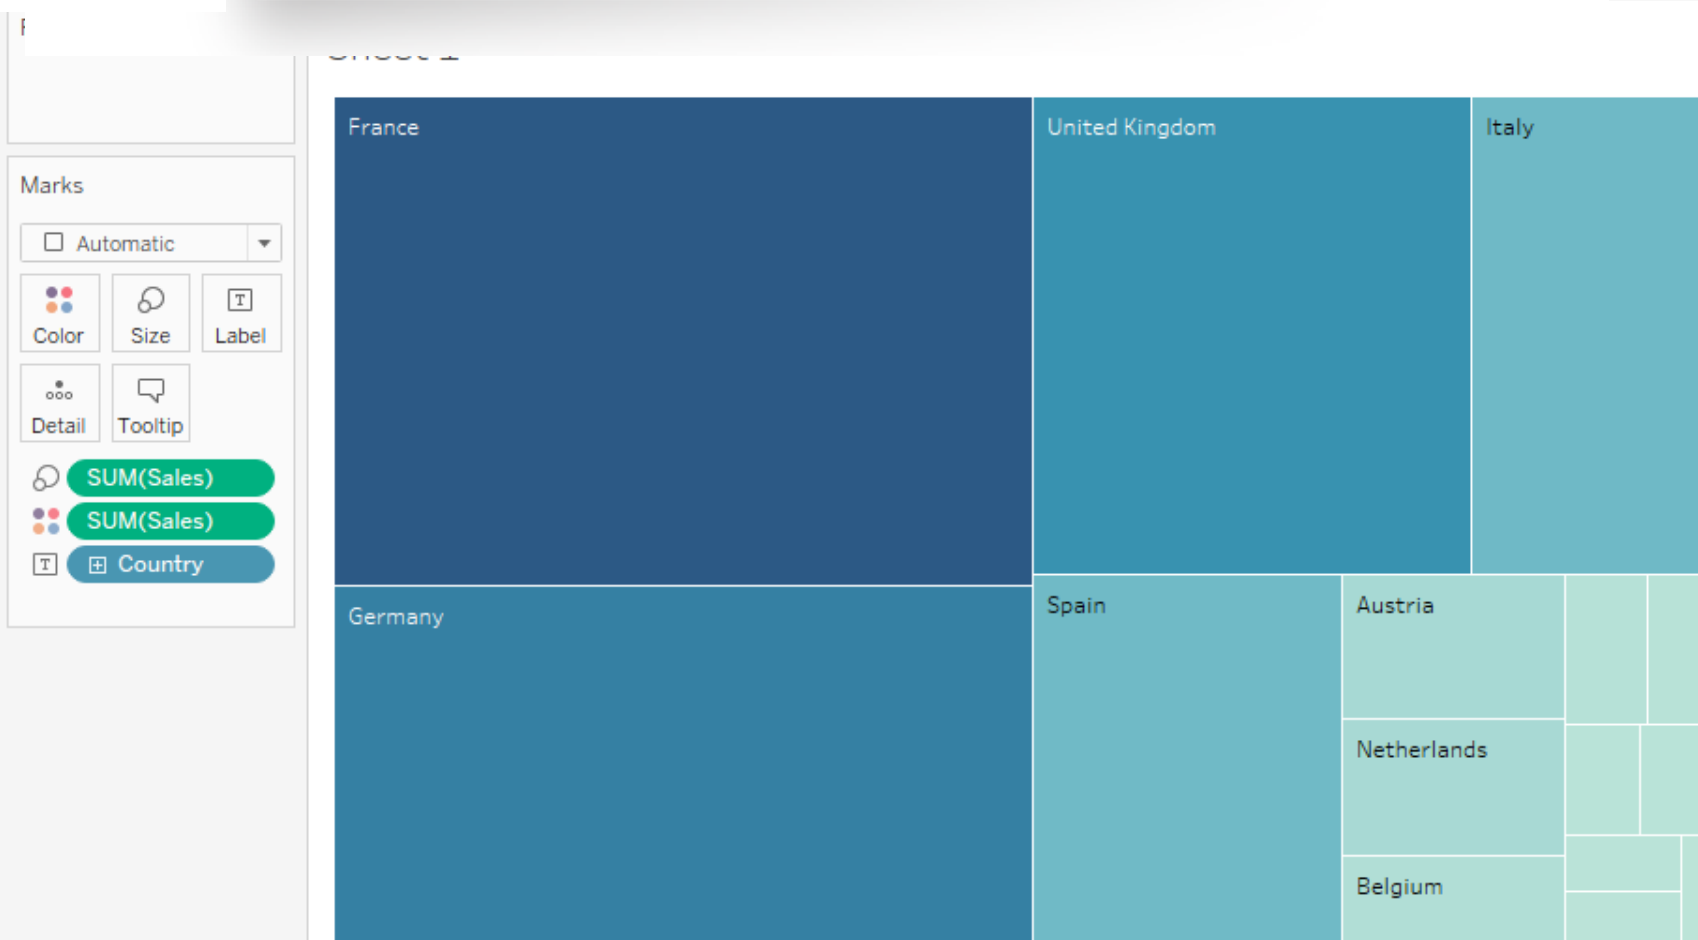 Marks
Automatic
Color
Size
Label
Detail
Tooltip
SUM(Sales)
SUM(Sales)
Country
France
United Kingdom
Italy
Germany
Spain
Austria
Netherlands
Belgium